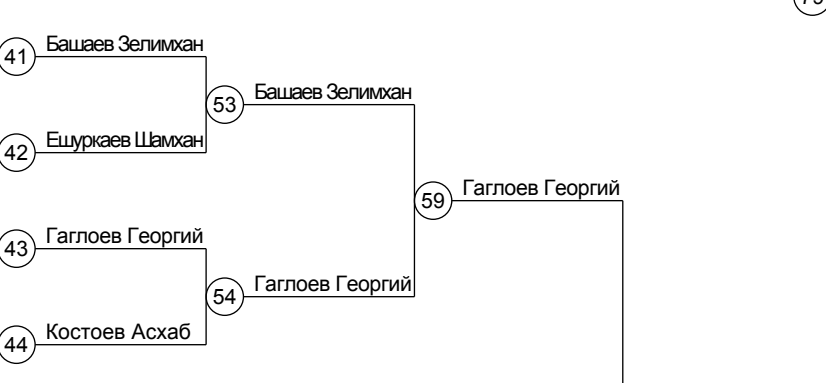 41 Башаев Зелимхан
53 Башаев Зелимхан
42 Ешуркаев Шамхан
59 Гаглоев Георгий
43 Гаглоев Георгий
54 Гаглоев Георгий
44 Костоев Асхаб